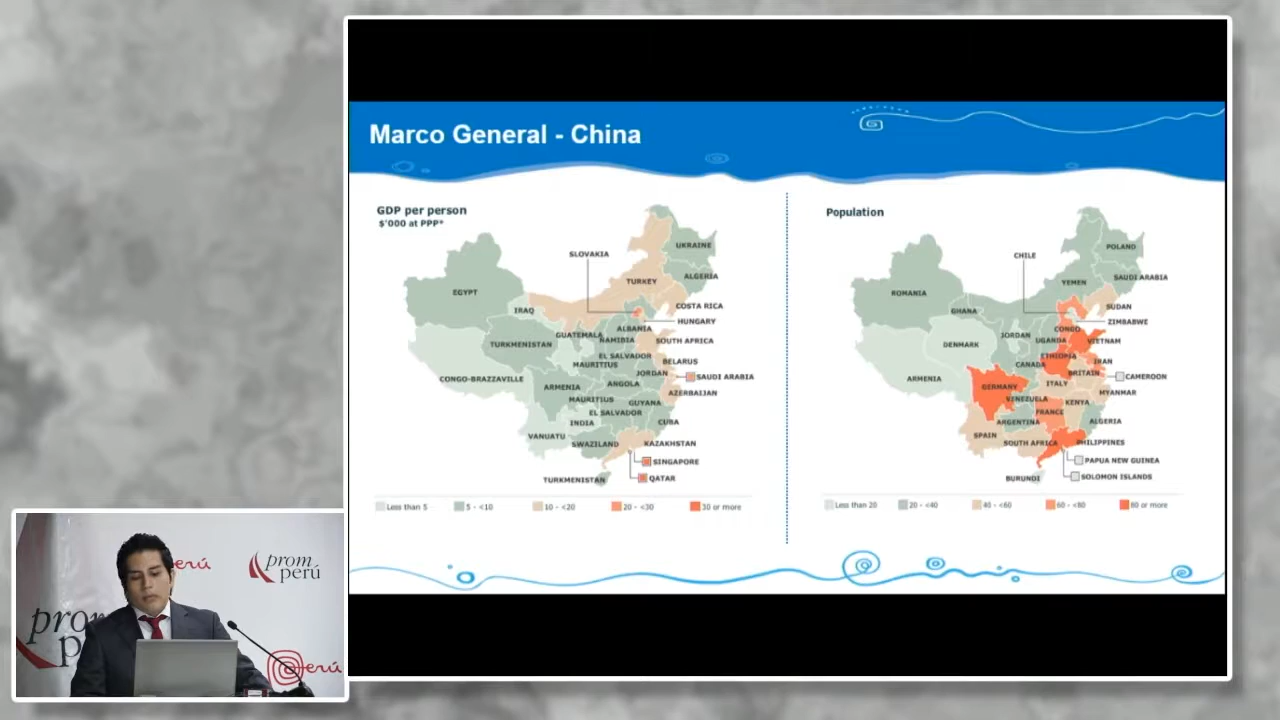 Marco General - China
GDP per person
$'000 at PPP*
UKRAINE
SLOVAKIA
ALGERIA
TURKEY
EGYPT
COSTA RICA
IRAQ
HUNGARY
ALBANIA
GUATEMALA
NAMIBIA
SOUTH AFRICA
TURKMENISTAN
EL SALVADOR
MAURITIUS
BELARUS
JORDAN
SAUDI ARABIA
CONGO-BRAZZAVILLE
ARMENIA
ANGOLA
AZERBAIJAN
MAURITIUS
GUYANA
EL SALVADOR
INDIA
CUBA
VANUATU
SWAZILAND
KAZAKHSTAN
SINGAPORE
QATAR
TURKMENISTAN
Less than 5
5 - <10
10 - <20
20 - <30
30 or more
Population
POLAND
CHILE
SAUDI ARABIA
YEMEN
ROMANIA
SUDAN
GHANA
ZIMBABWE
CONGO
JORDAN
UGANDA
VIETNAM
DENMARK
ETHIOPIA
IRAN
CANADA
BRITAIN
CAMEROON
ARMENIA
GERMANY
ITALY
MYANMAR
VENEZUELA
KENYA
FRANCE
ARGENTINA
ALGERIA
SPAIN
SOUTH AFRICA
PHILIPPINES
PAPUA NEW GUINEA
SOLOMON ISLANDS
BURUNDI
Less than 20
20 - <40
40 - <60
60 - <80
80 or more
prom
perú
Perú